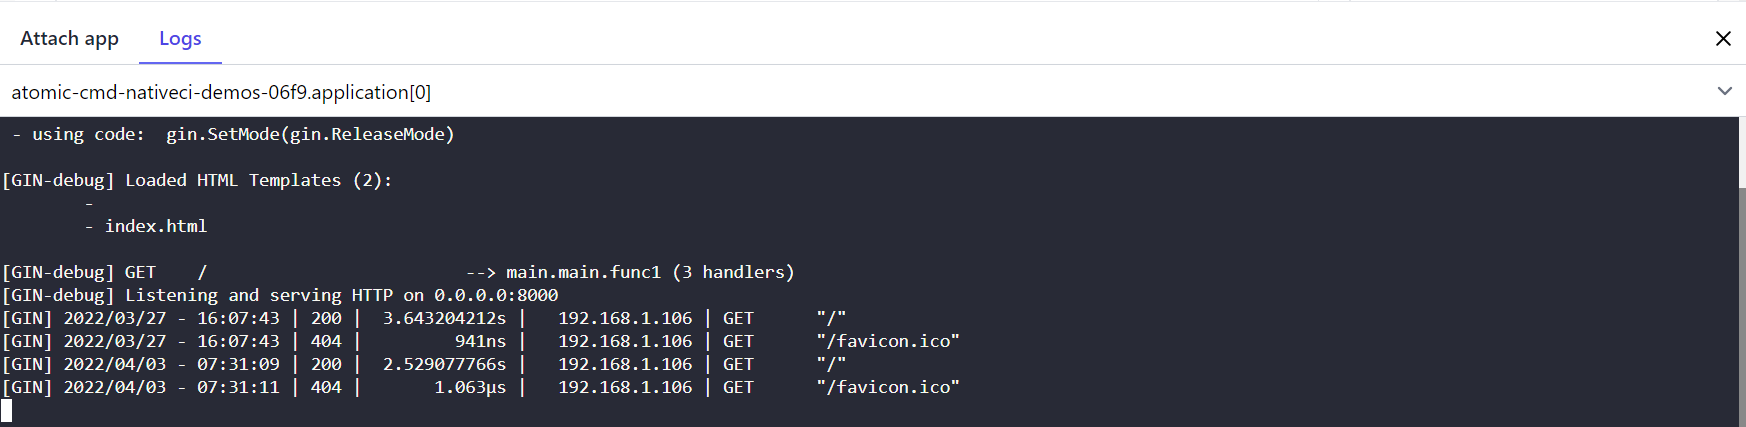 Attach app Logs
atomic-cmd-nativeci-demos-06f9.application[0]
- using code:  gin.SetMode(gin.ReleaseMode)
[GIN-debug] Loaded HTML Templates (2):
        -
        - index.html
[GIN-debug] GET    /                         --> main.main.func1 (3 handlers)
[GIN-debug] Listening and serving HTTP on 0.0.0.0:8000
[GIN] 2022/03/27 - 16:07:43 | 200 |  3.643204212s |   192.168.1.106 | GET      "/"
[GIN] 2022/03/27 - 16:07:43 | 404 |         941ns |   192.168.1.106 | GET      "/favicon.ico"
[GIN] 2022/04/03 - 07:31:09 | 200 |  2.529077766s |   192.168.1.106 | GET      "/"
[GIN] 2022/04/03 - 07:31:11 | 404 |       1.063µs |   192.168.1.106 | GET      "/favicon.ico"